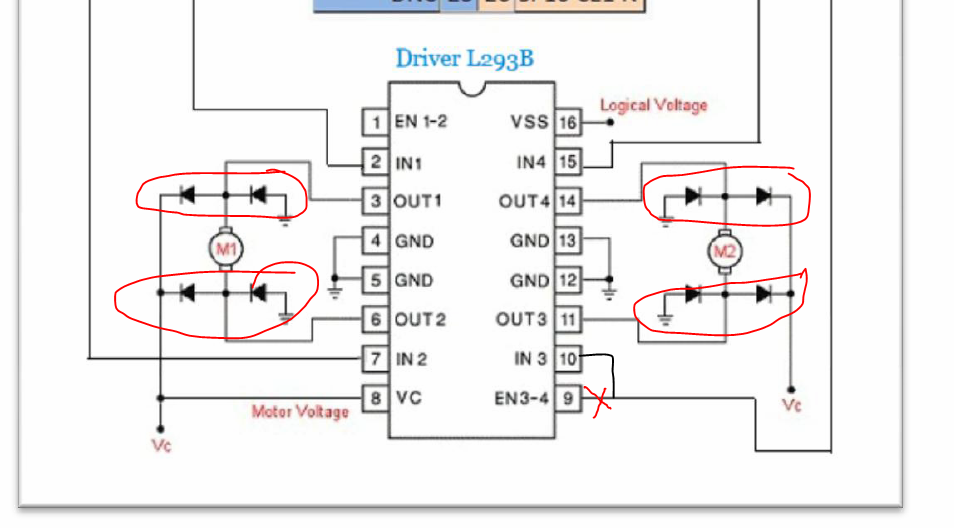 Driver L293B
Logical Voltage
1 EN 1-2 VSS 16
2 IN1 IN4 15
3 OUT1 OUT4 14
4 GND GND 13
M1 M2
5 GND GND 12
6 OUT2 OUT3 11
7 IN 2 IN 3 10
8 VC EN3-4 9
Motor Voltage
Vc
Vc